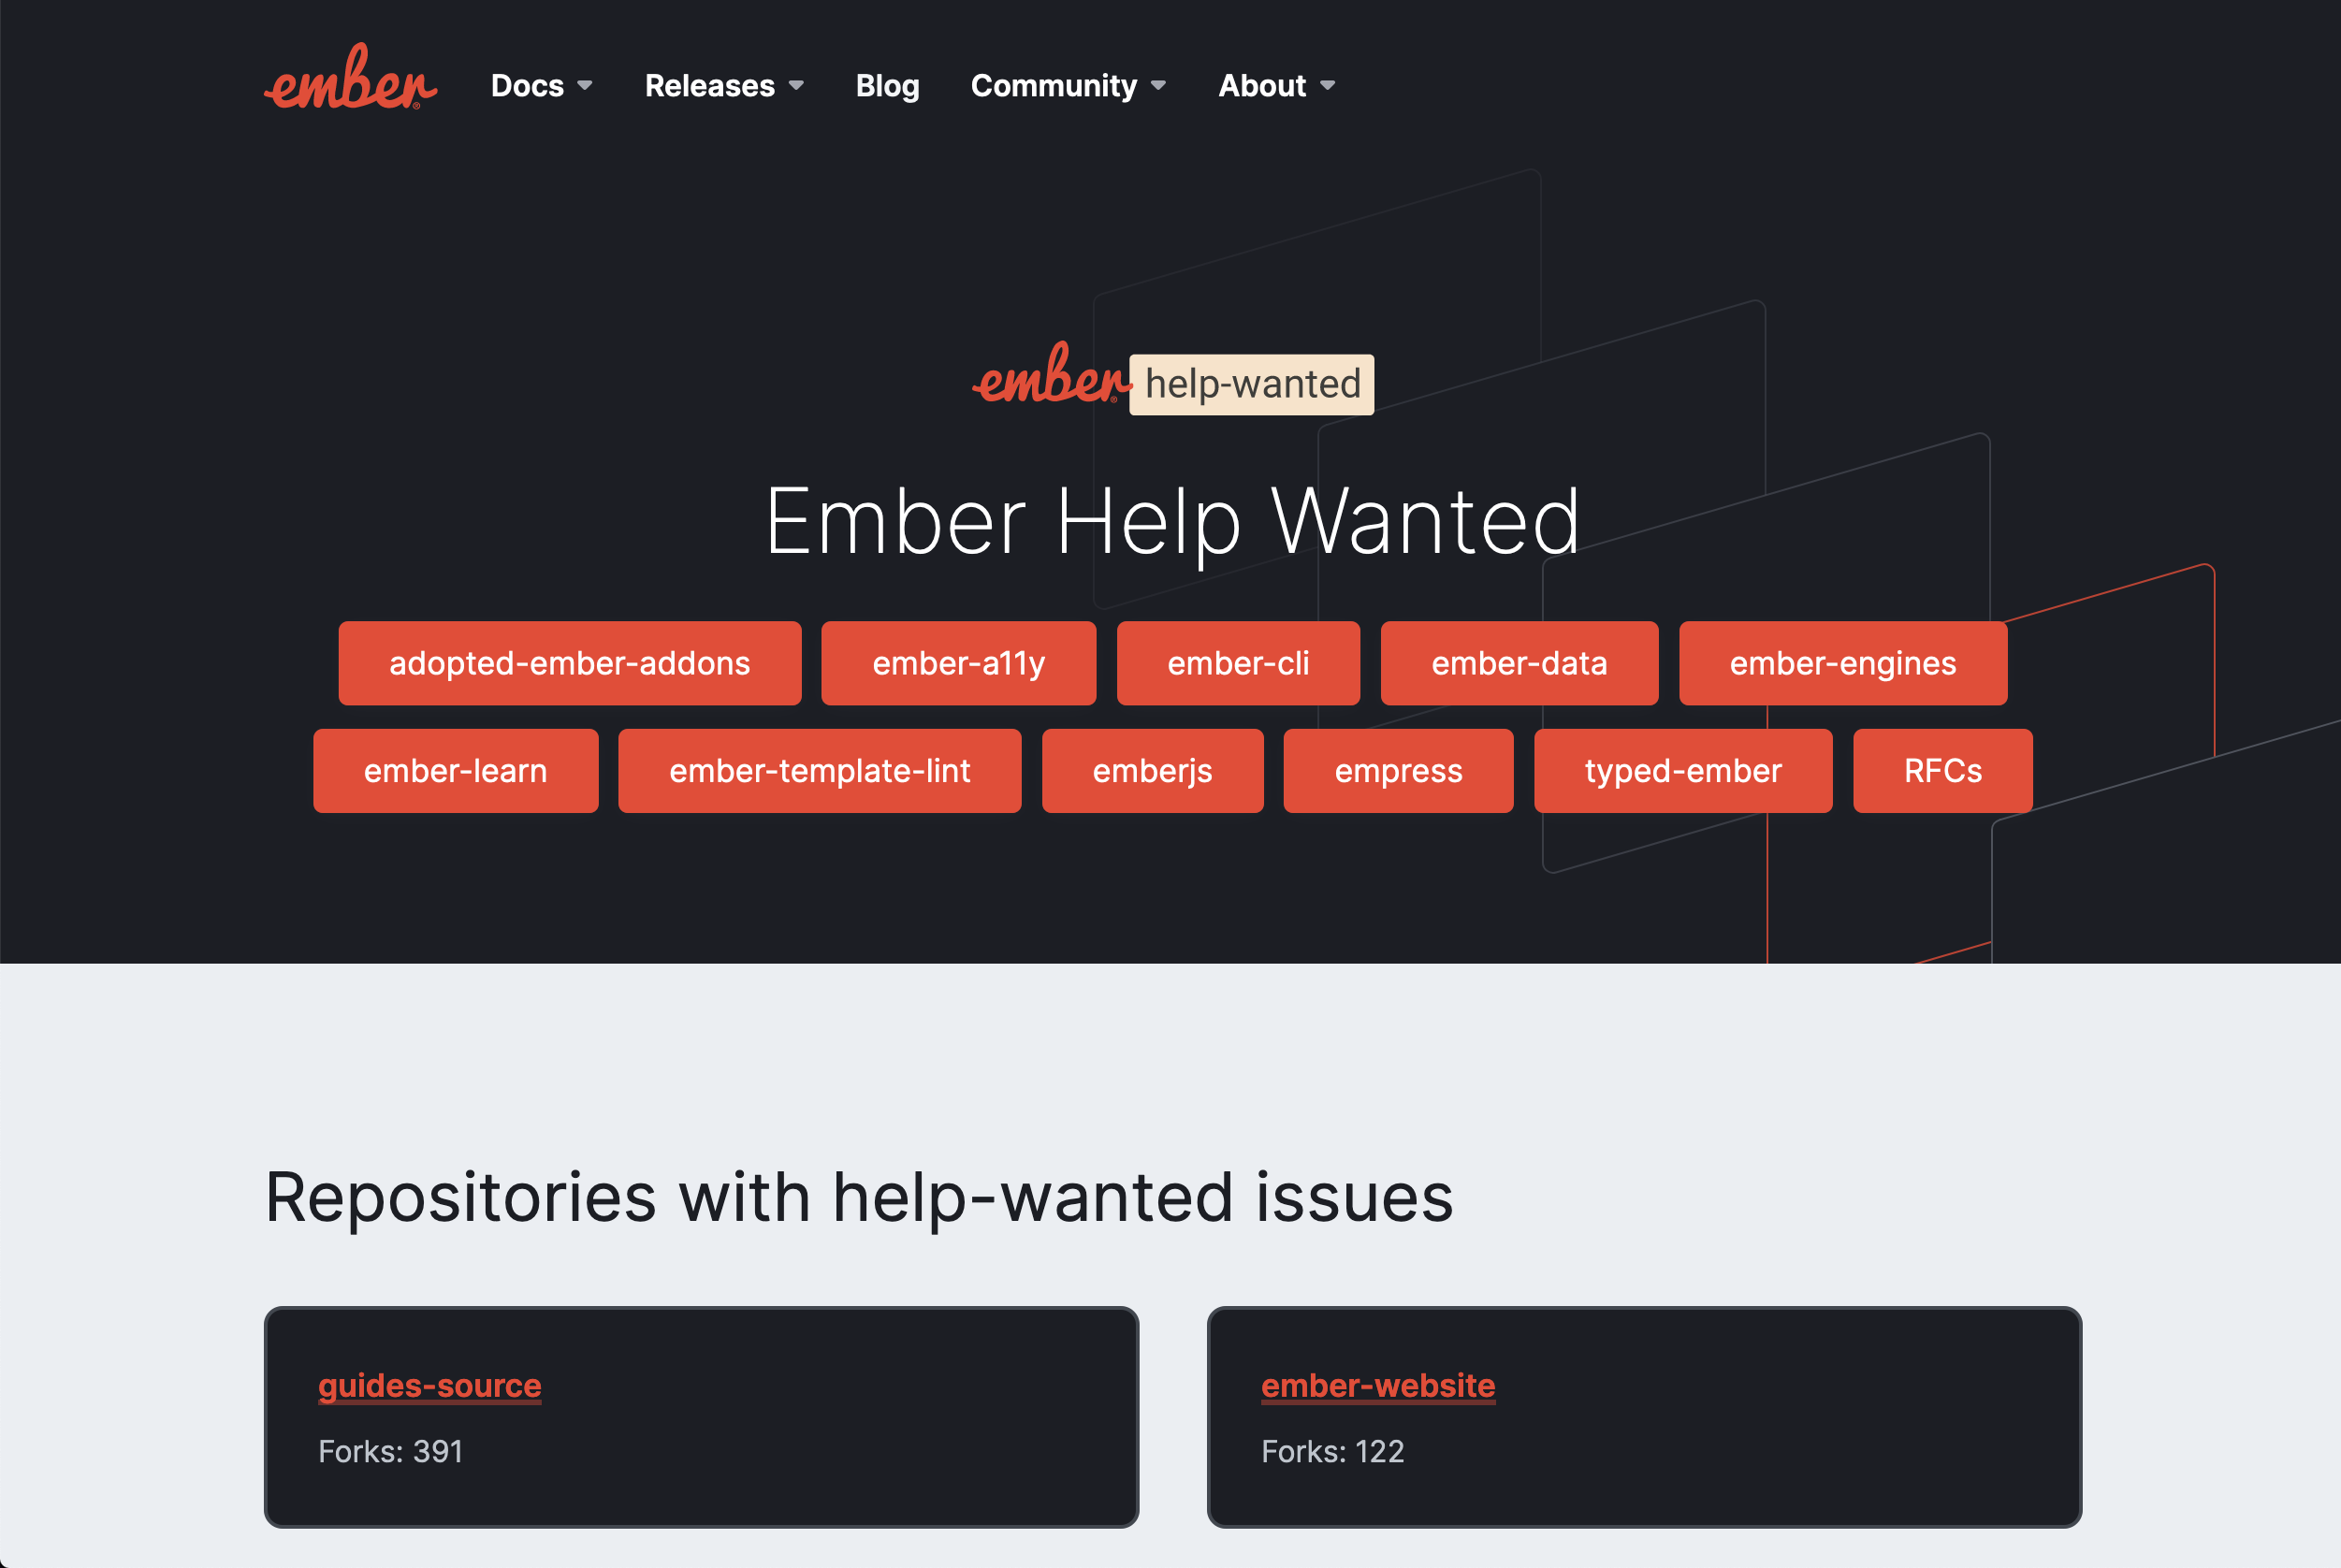 ember Docs Releases Blog Community About
ember help-wanted
Ember Help Wanted
adopted-ember-addons ember-a11y ember-cli ember-data ember-engines
ember-learn ember-template-lint emberjs empress typed-ember RFCs
Repositories with help-wanted issues
guides-source ember-website
Forks: 391 Forks: 122